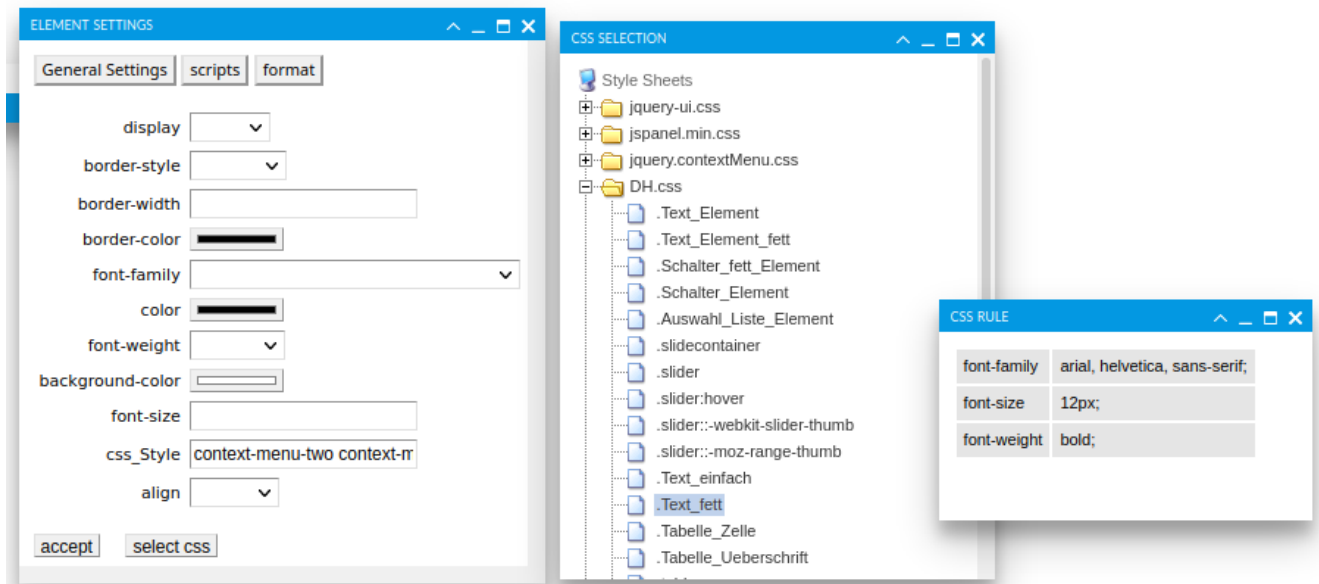 ELEMENT SETTINGS
General Settings scripts format
display
border-style
border-width
border-color
font-family
color
font-weight
background-color
font-size
css_Style context-menu-two context-m
align
accept select css
CSS SELECTION
Style Sheets
jquery-ui.css
jspanel.min.css
jquery.contextMenu.css
DH.css
.Text_Element
.Text_Element_fett
.Schalter_fett_Element
.Schalter_Element
.Auswahl_Liste_Element
.slidecontainer
.slider
.slider:hover
.slider::-webkit-slider-thumb
.slider::-moz-range-thumb
.Text_einfach
.Text_fett
.Tabelle_Zelle
.Tabelle_Ueberschrift
CSS RULE
font-family arial, helvetica, sans-serif;
font-size 12px;
font-weight bold;